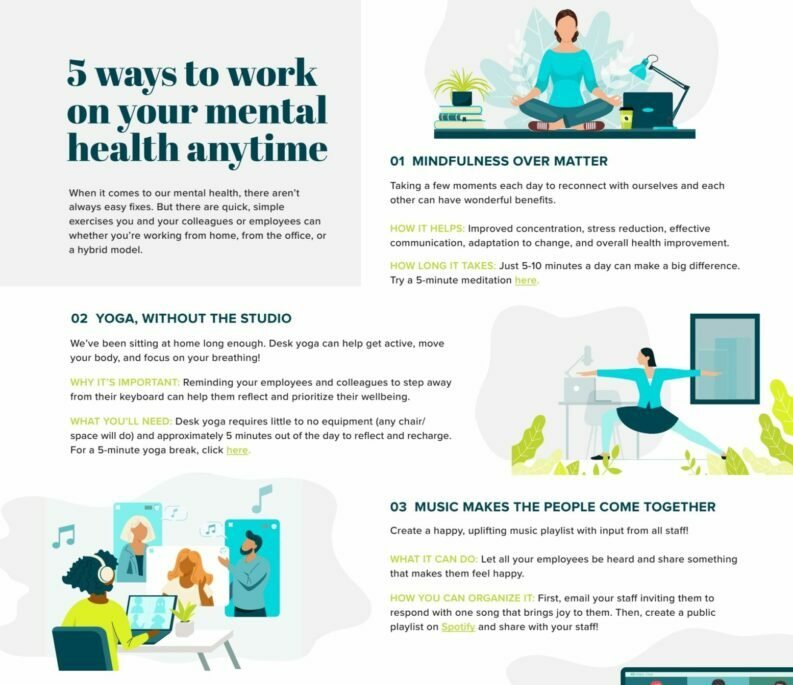 5 ways to work
on your mental
health anytime
When it comes to our mental health, there aren't
always easy fixes. But there are quick, simple
exercises you and your colleagues or employees can
whether you're working from home, from the office, or
a hybrid model.
01 MINDFULNESS OVER MATTER
Taking a few moments each day to reconnect with ourselves and each
other can have wonderful benefits.
HOW IT HELPS: Improved concentration, stress reduction, effective
communication, adaptation to change, and overall health improvement.
HOW LONG IT TAKES: Just 5-10 minutes a day can make a big difference.
Try a 5-minute meditation here.
02 YOGA, WITHOUT THE STUDIO
We've been sitting at home long enough. Desk yoga can help get active, move
your body, and focus on your breathing!
WHY IT'S IMPORTANT: Reminding your employees and colleagues to step away
from their keyboard can help them reflect and prioritize their wellbeing.
WHAT YOU'LL NEED: Desk yoga requires little to no equipment (any chair/
space will do) and approximately 5 minutes out of the day to reflect and recharge.
For a 5-minute yoga break, click here.
03 MUSIC MAKES THE PEOPLE COME TOGETHER
Create a happy, uplifting music playlist with input from all staff!
WHAT IT CAN DO: Let all your employees be heard and share something
that makes them feel happy.
HOW YOU CAN ORGANIZE IT: First, email your staff inviting them to
respond with one song that brings joy to them. Then, create a public
playlist on Spotify and share with your staff!